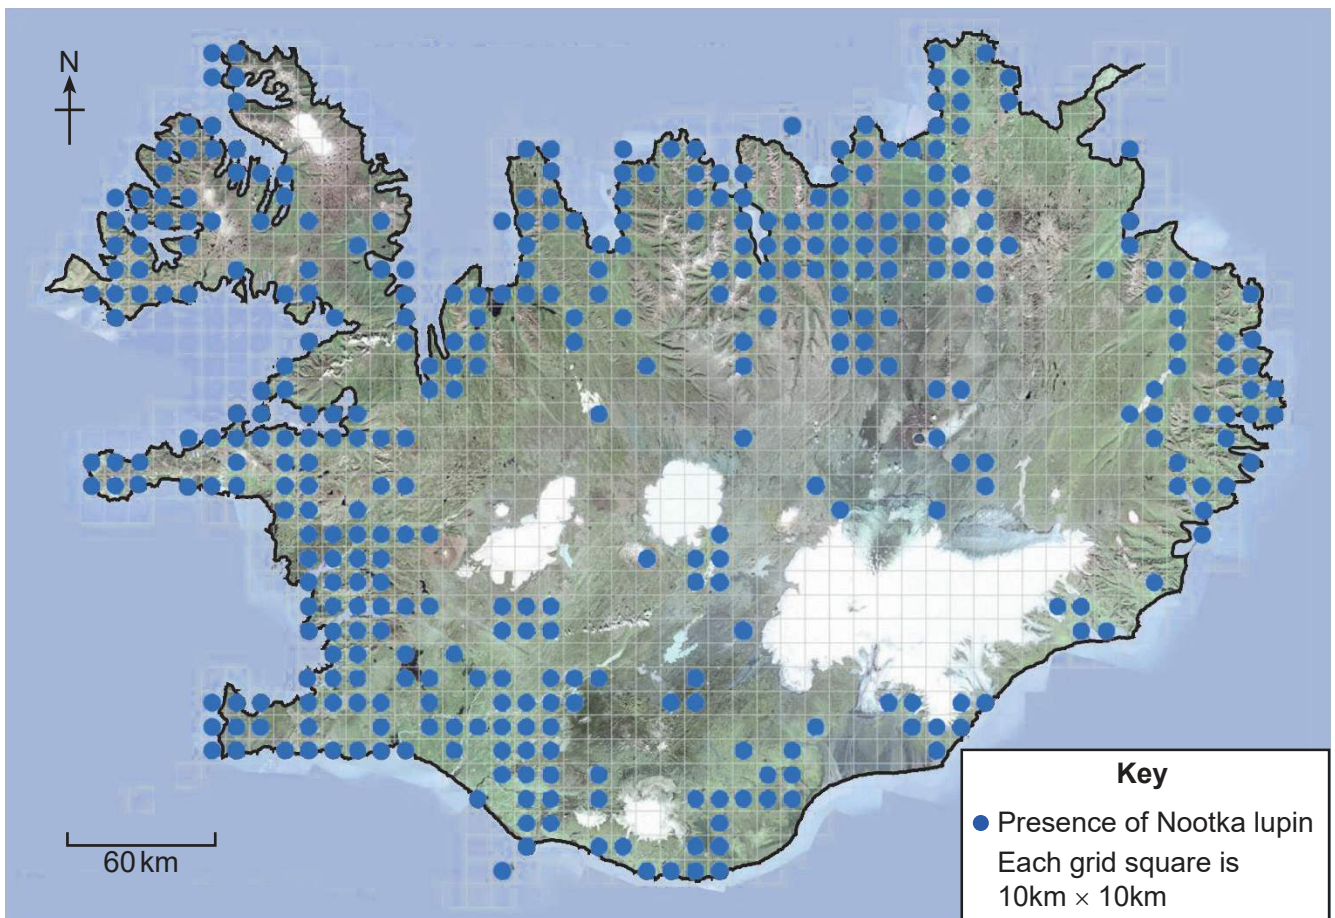 N
60 km
Key
Presence of Nootka lupin
Each grid square is
10km × 10km